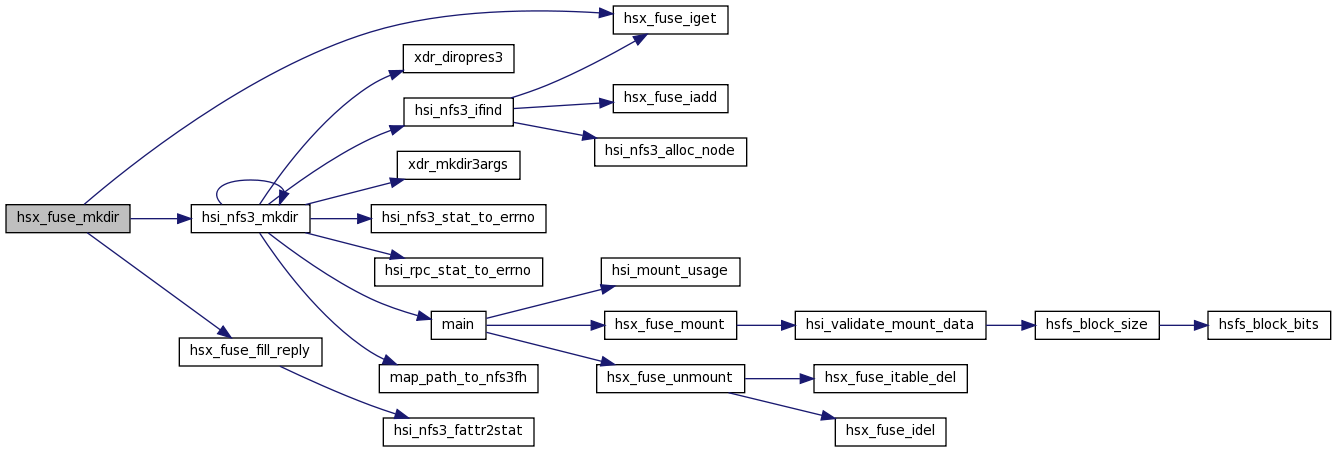 hsx_fuse_mkdir
hsx_fuse_iget
hsi_nfs3_mkdir
xdr_diropres3
hsi_nfs3_ifind
hsx_fuse_iadd
hsi_nfs3_alloc_node
xdr_mkdir3args
hsi_nfs3_stat_to_errno
hsi_rpc_stat_to_errno
main
hsi_mount_usage
hsx_fuse_mount
hsi_validate_mount_data
hsfs_block_size
hsfs_block_bits
hsx_fuse_unmount
hsx_fuse_itable_del
hsx_fuse_idel
map_path_to_nfs3fh
hsx_fuse_fill_reply
hsi_nfs3_fattr2stat